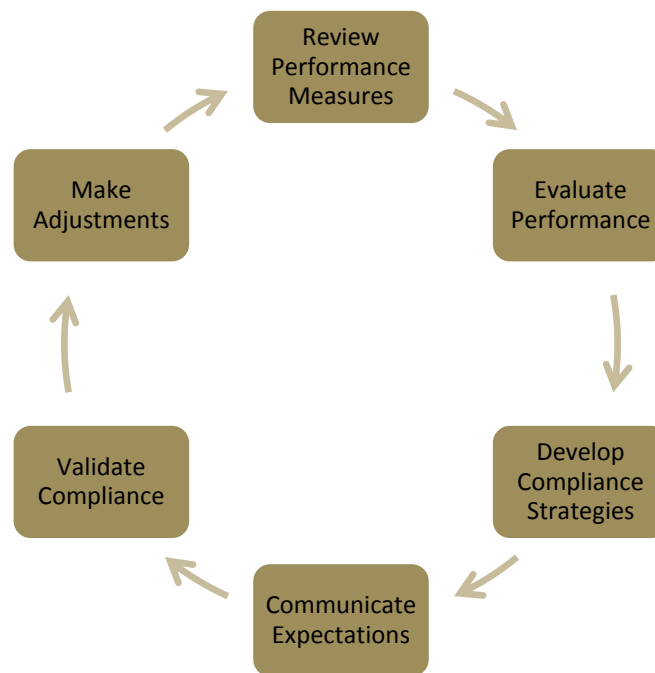 Review
Performance
Measures
Evaluate
Performance
Develop
Compliance
Strategies
Communicate
Expectations
Validate
Compliance
Make
Adjustments